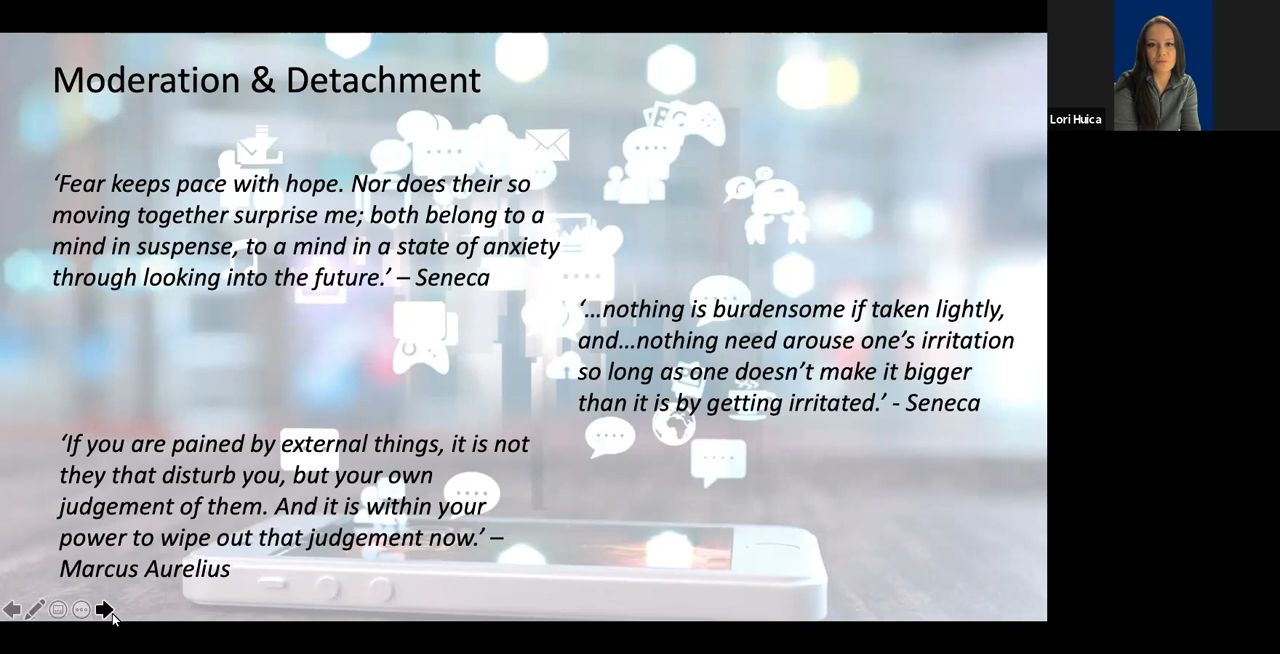 Moderation & Detachment
‘Fear keeps pace with hope. Nor does their so
moving together surprise me; both belong to a
mind in suspense, to a mind in a state of anxiety
through looking into the future.’ – Seneca
‘…nothing is burdensome if taken lightly,
and…nothing need arouse one’s irritation
so long as one doesn’t make it bigger
than it is by getting irritated.’ - Seneca
‘If you are pained by external things, it is not
they that disturb you, but your own
judgement of them. And it is within your
power to wipe out that judgement now.’ –
Marcus Aurelius
Lori Huica